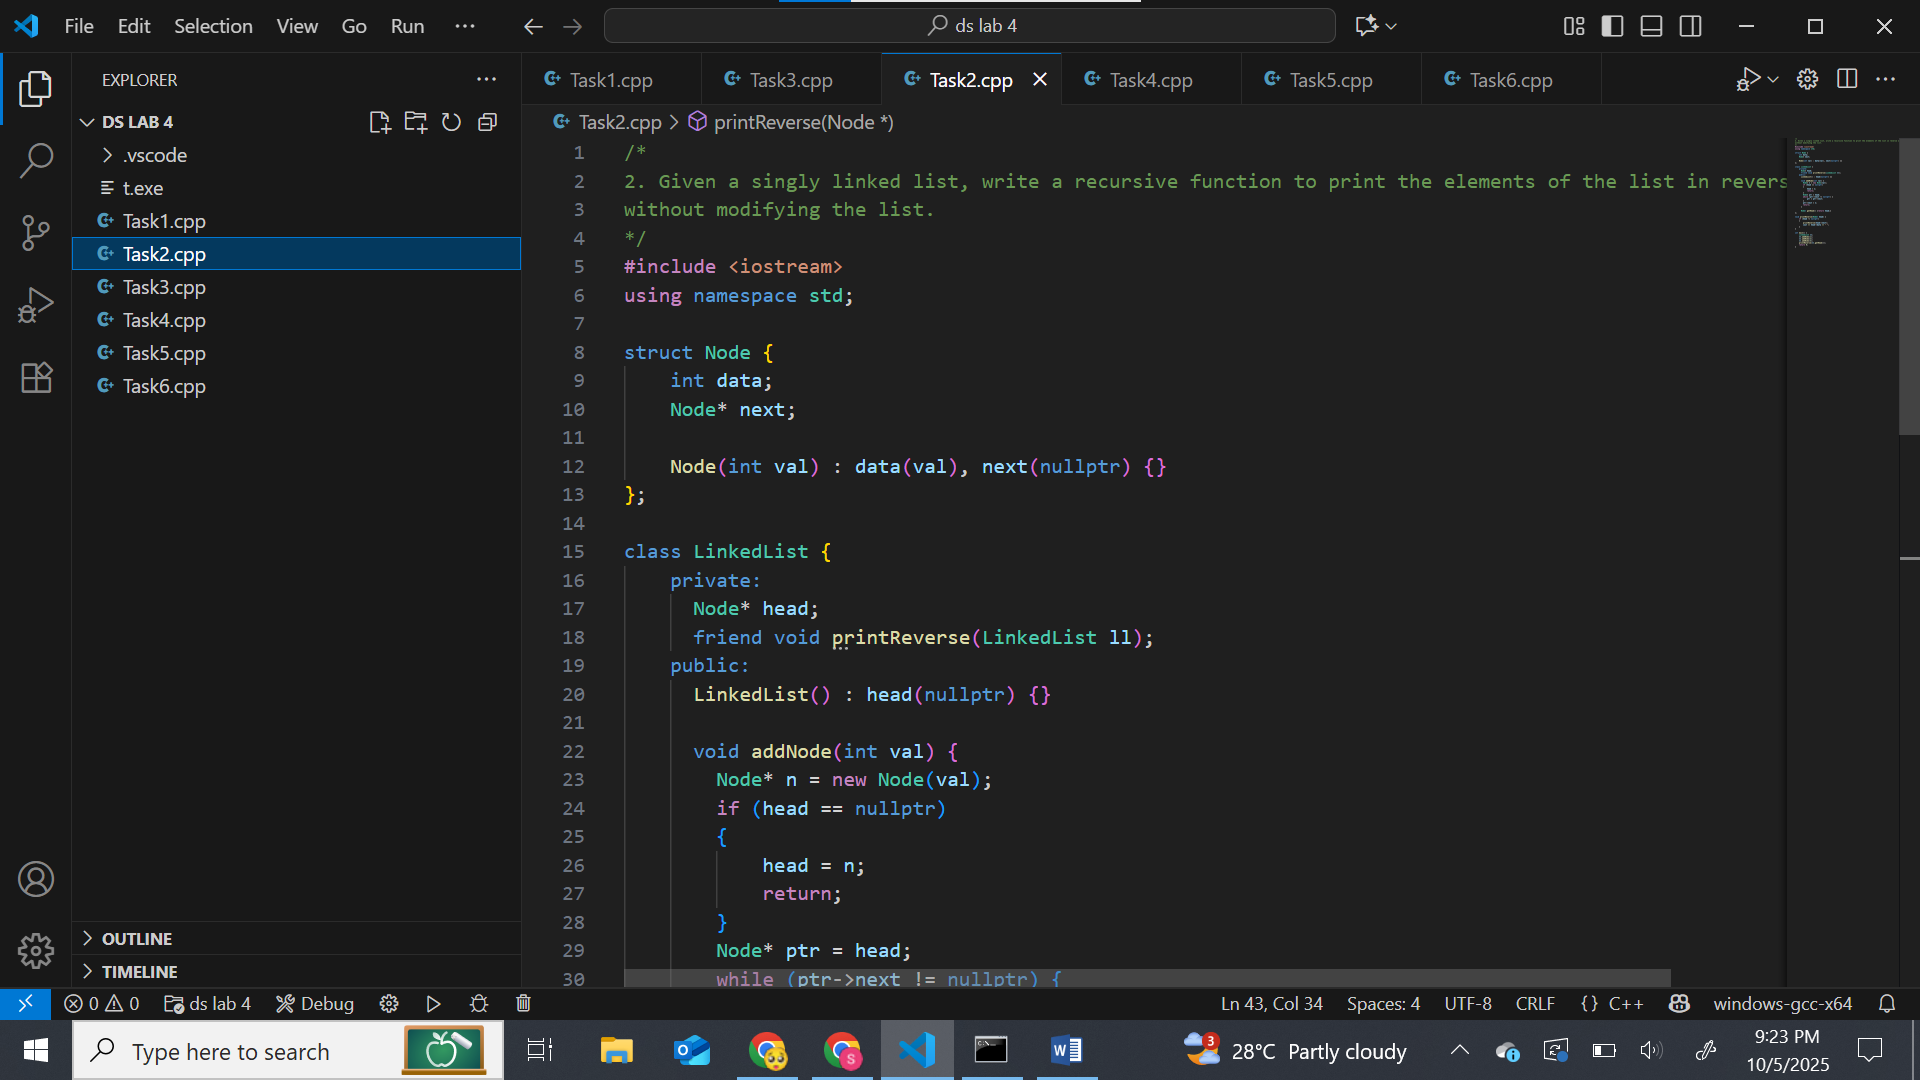 File Edit Selection View Go Run ···
ds lab 4
EXPLORER ···
DS LAB 4
.vscode
t.exe
Task1.cpp
Task2.cpp
Task3.cpp
Task4.cpp
Task5.cpp
Task6.cpp
OUTLINE
TIMELINE
Task1.cpp Task3.cpp Task2.cpp Task4.cpp Task5.cpp Task6.cpp
Task2.cpp > printReverse(Node *)
1 /*
2 2. Given a singly linked list, write a recursive function to print the elements of the list in revers
3 without modifying the list.
4 */
5 #include <iostream>
6 using namespace std;
7
8 struct Node {
9 int data;
10 Node* next;
11
12 Node(int val) : data(val), next(nullptr) {}
13 };
14
15 class LinkedList {
16 private:
17 Node* head;
18 friend void printReverse(LinkedList ll);
19 public:
20 LinkedList() : head(nullptr) {}
21
22 void addNode(int val) {
23 Node* n = new Node(val);
24 if (head == nullptr)
25 {
26 head = n;
27 return;
28 }
29 Node* ptr = head;
30 while (ptr->next != nullptr) {
0 0 ds lab 4 Debug Ln 43, Col 34 Spaces: 4 UTF-8 CRLF {} C++ windows-gcc-x64
Type here to search
S
3
28°C Partly cloudy
9:23 PM
10/5/2025